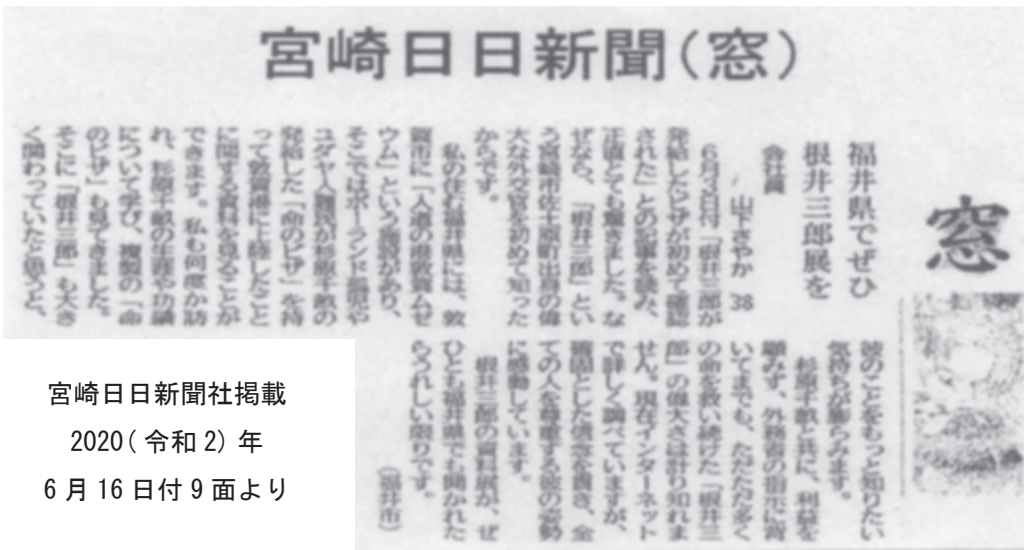 宮崎日日新聞(窓)
窓
福井県でぜひ
根井三郎展を
会社員
山下さやか 38
6月3日付「根井三郎が
発給したビザが初めて確認
された」との記事を読み、
正直とても驚きました。な
ぜなら、「根井三郎」とい
う宮崎市佐土原町出身の偉
大な外交官を初めて知った
からです。
私の住む福井県には、敦
賀市に「人道の港敦賀ムゼ
ウム」という施設があり、
そこではポーランド孤児や
ユダヤ人難民が杉原千畝の
発給した「命のビザ」を持
って敦賀港に上陸したこと
に関する資料を見ることが
できます。私も何度か訪
れ、杉原千畝の生涯や功績
について学び、複製の「命
のビザ」も見てきました。
そこに「根井三郎」も大き
く関わっていたと思うと、
彼のことをもっと知りたい
気持ちが膨らみます。
杉原千畝と共に、利益を
顧みず、外務省の指示に背
いてまでも、ただただ多く
の命を救い続けた「根井三
郎」の偉大さは計り知れま
せん。現在インターネット
で詳しく調べていますが、
確固とした信念を貫き、全
ての人を尊重する彼の姿勢
に感動しています。
根井三郎の資料展が、ぜ
ひとも福井県でも開かれた
らうれしい限りです。
(福井市)
宮崎日日新聞社掲載
2020(令和2)年
6月16日付9面より